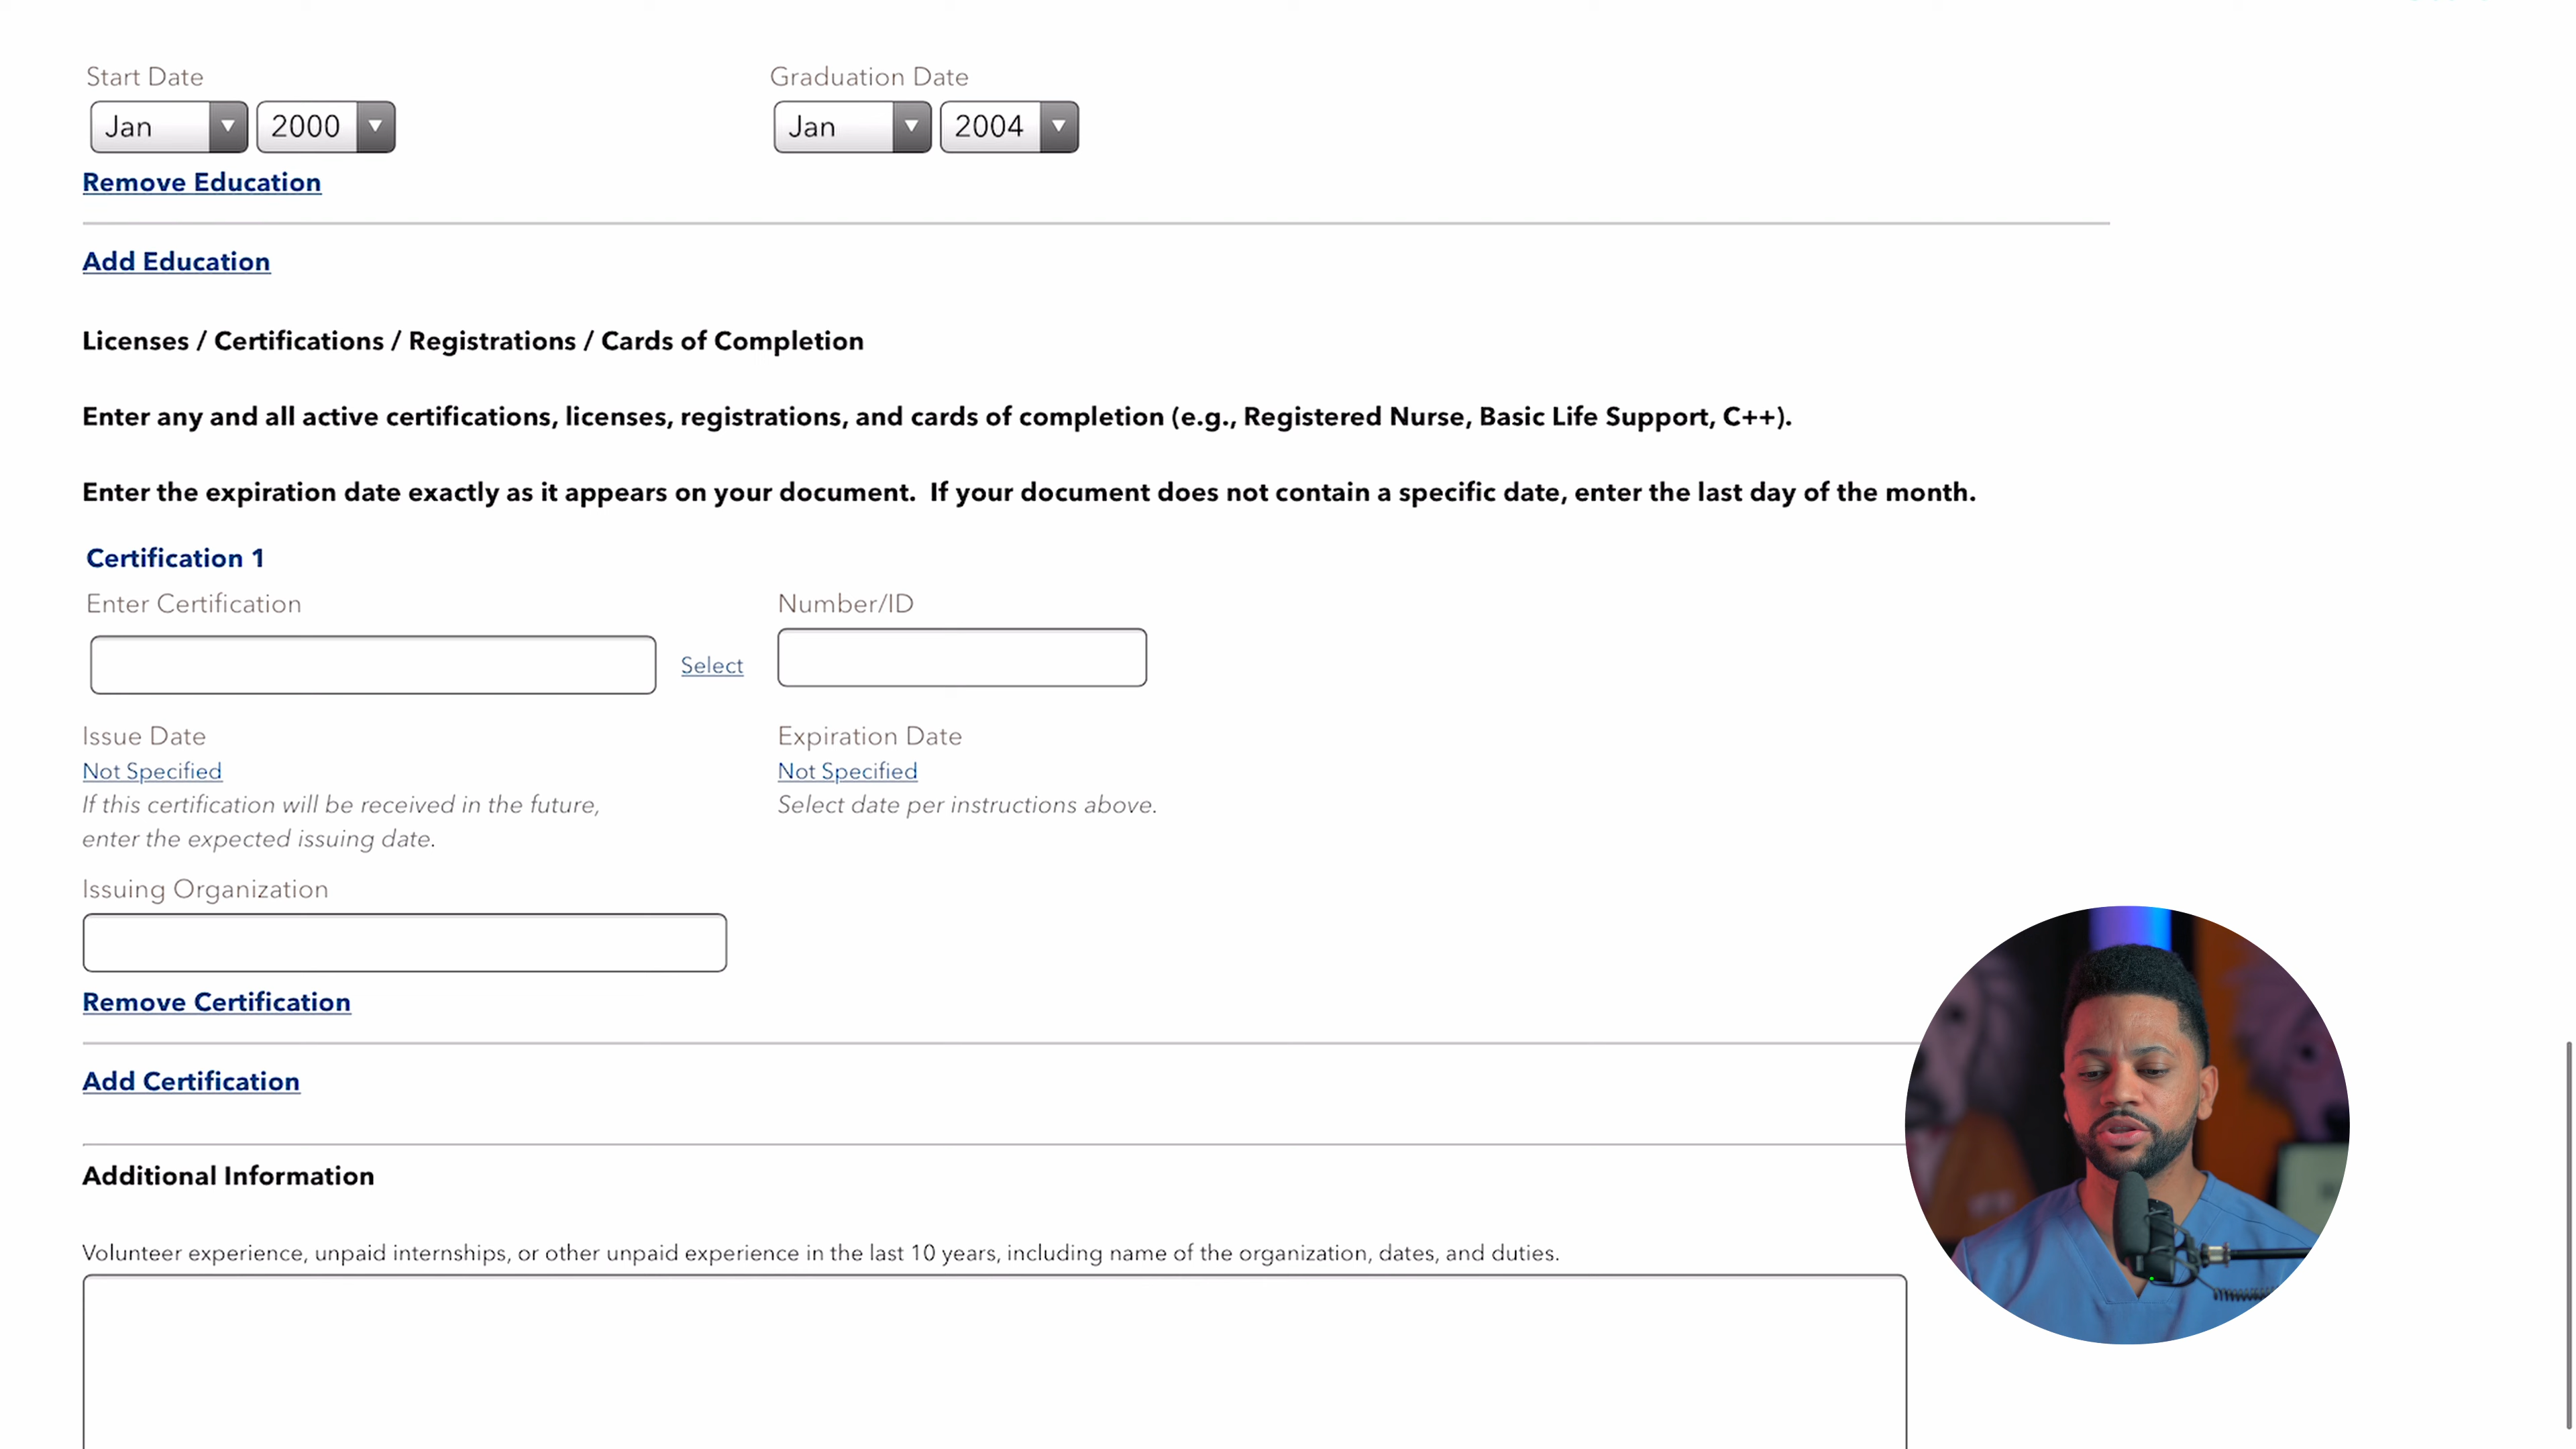 Start Date
Graduation Date
Jan 2000
Jan 2004
Remove Education
Add Education
Licenses / Certifications / Registrations / Cards of Completion
Enter any and all active certifications, licenses, registrations, and cards of completion (e.g., Registered Nurse, Basic Life Support, C++).
Enter the expiration date exactly as it appears on your document.  If your document does not contain a specific date, enter the last day of the month.
Certification 1
Enter Certification
Number/ID
Select
Issue Date
Expiration Date
Not Specified
Not Specified
If this certification will be received in the future,
enter the expected issuing date.
Select date per instructions above.
Issuing Organization
Remove Certification
Add Certification
Additional Information
Volunteer experience, unpaid internships, or other unpaid experience in the last 10 years, including name of the organization, dates, and duties.